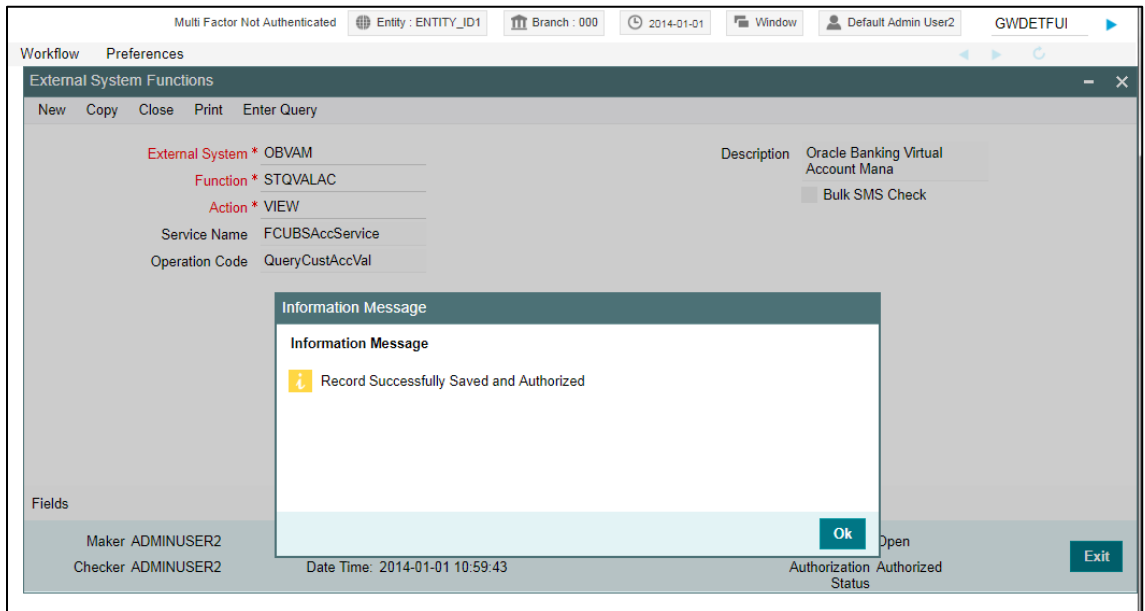 Multi Factor Not Authenticated Entity : ENTITY_ID1 Branch : 000 2014-01-01 Window Default Admin User2 GWDETFUI
Workflow Preferences
External System Functions
New Copy Close Print Enter Query
External System * OBVAM
Description Oracle Banking Virtual
Account Mana
Function * STQVALAC
Bulk SMS Check
Action * VIEW
Service Name FCUBSAccService
Operation Code QueryCustAccVal
Information Message
Information Message
Record Successfully Saved and Authorized
Ok
Fields
Maker ADMINUSER2
Open
Checker ADMINUSER2 Date Time: 2014-01-01 10:59:43
Authorization Authorized
Status
Exit